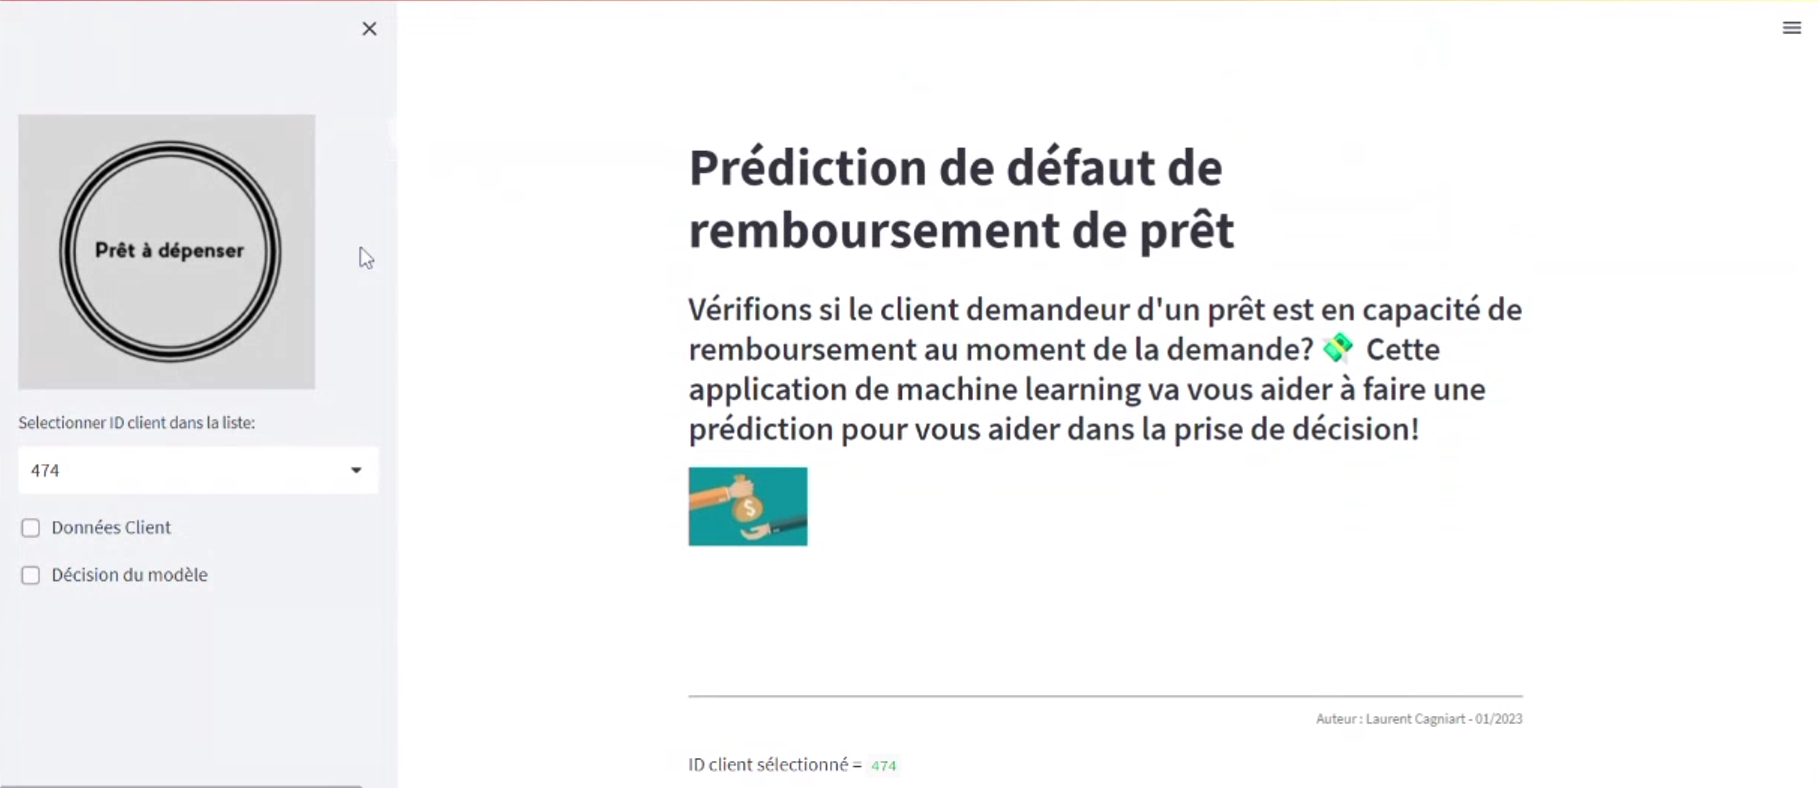 Prêt à dépenser
Selectionner ID client dans la liste:
474
Données Client
Décision du modèle
Prédiction de défaut de
remboursement de prêt
Vérifions si le client demandeur d'un prêt est en capacité de
remboursement au moment de la demande? 💸 Cette
application de machine learning va vous aider à faire une
prédiction pour vous aider dans la prise de décision!
$
Auteur : Laurent Cagniart - 01/2023
ID client sélectionné = 474